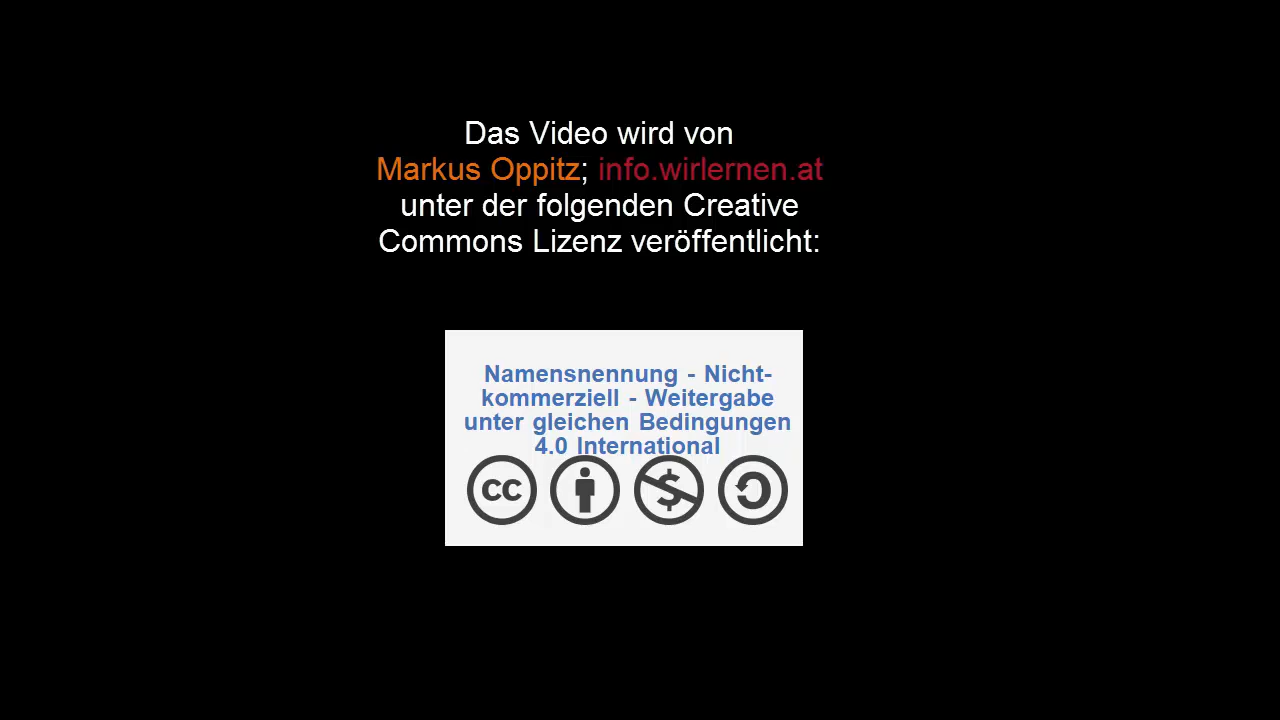 Das Video wird von
Markus Oppitz; info.wirlernen.at
unter der folgenden Creative
Commons Lizenz veröffentlicht:
Namensnennung - Nicht-
kommerziell - Weitergabe
unter gleichen Bedingungen
4.0 International
cc $